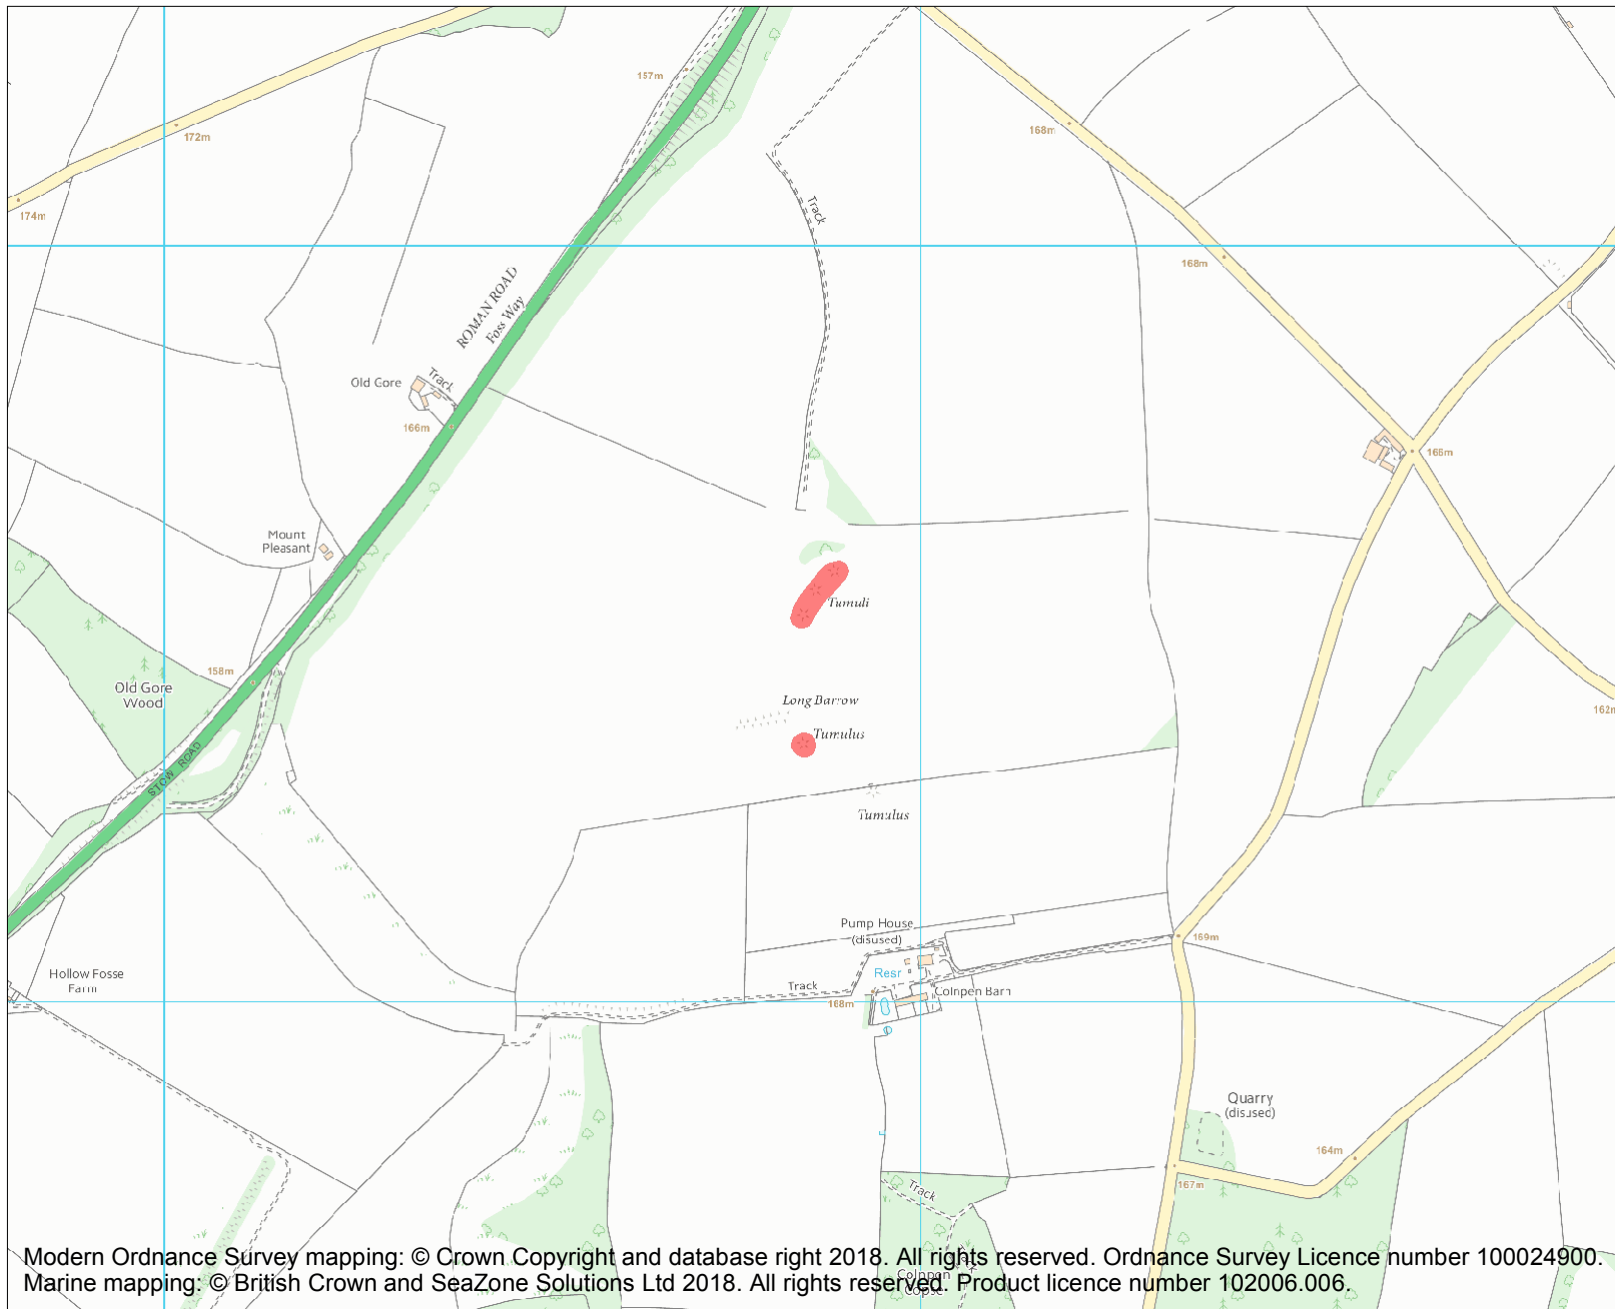 157m
172m
168m
174m
Track
168m
ROMAN ROAD
Foss Way
Old Gore
Track
166m
168m
Mount
Pleasant
Tumuli
158m
Old Gore
Wood
Long Barrow
162m
Tumulus
STOW ROAD
Tumulus
Pump House
(disused)
169m
Hollow Fosse
Farm
Resr
Track
Colnpen Barn
168m
Quarry
(disused)
164m
167m
Track
Track
Colnpen
Copse
Modern Ordnance Survey mapping: © Crown Copyright and database right 2018. All rights reserved. Ordnance Survey Licence number 100024900.
Marine mapping: © British Crown and SeaZone Solutions Ltd 2018. All rights reserved. Product licence number 102006.006.